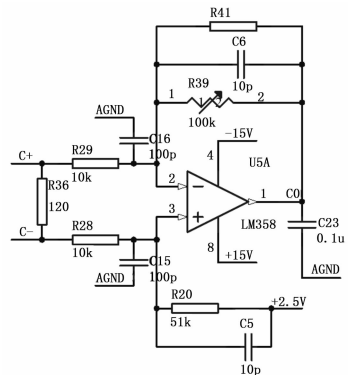 R41
C6
10p
R39
1
2
100k
AGND
C16
100p
-15V
4
U5A
C+
R29
10k
R36
120
2
3
1
C0
LM358
C-
R28
10k
C15
100p
AGND
8
+15V
C23
0.1u
AGND
R20
51k
+2.5V
C5
10p